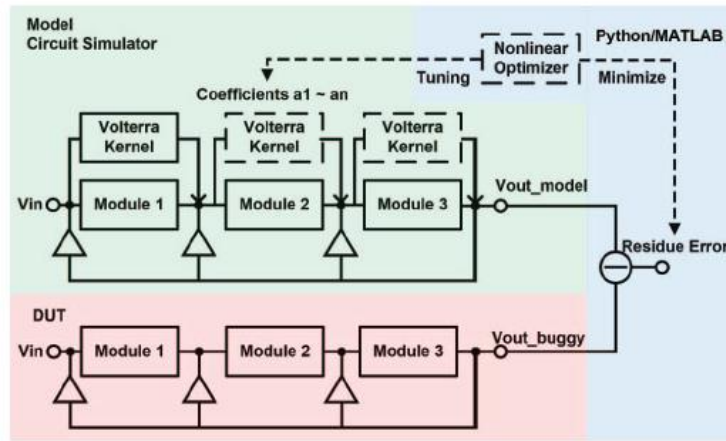 Model
Circuit Simulator
Python/MATLAB
Nonlinear
Optimizer
Tuning
Minimize
Coefficients a1 ~ an
Volterra
Kernel
Volterra
Kernel
Volterra
Kernel
Vin
Module 1
Module 2
Module 3
Vout_model
Residue Error
DUT
Vin
Module 1
Module 2
Module 3
Vout_buggy